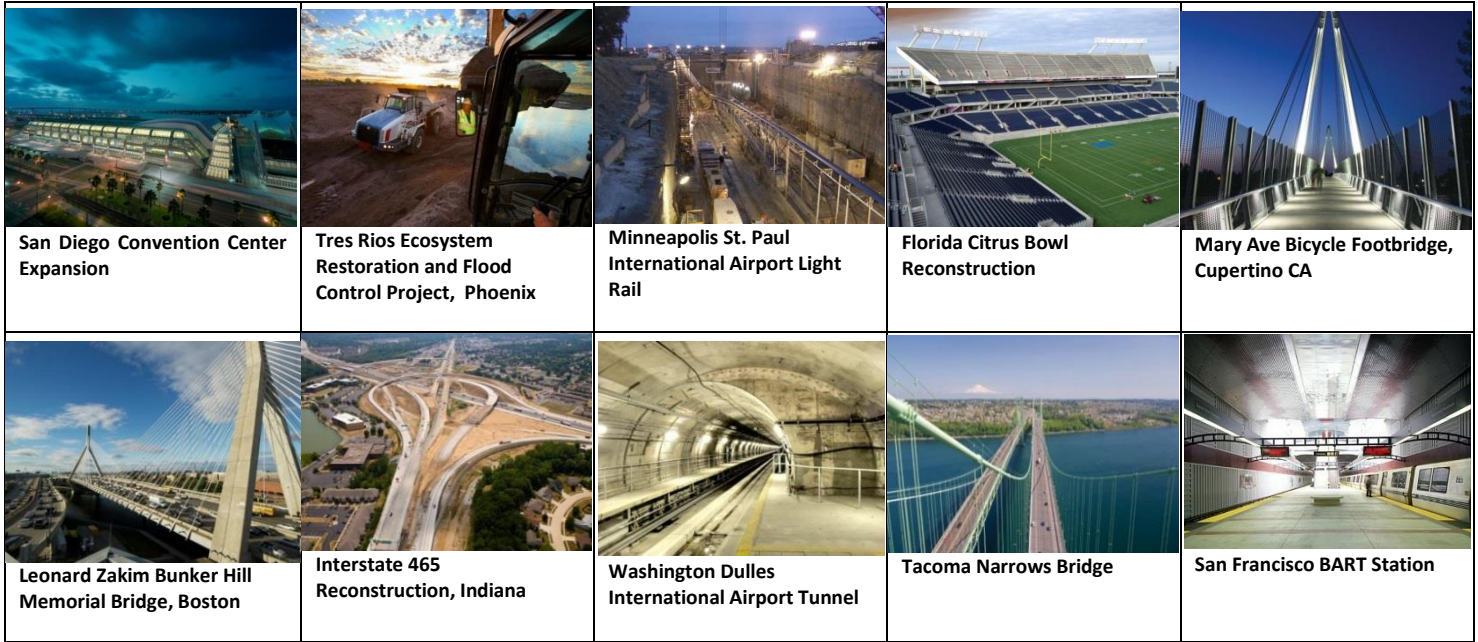 San Diego Convention Center
Expansion
Tres Rios Ecosystem
Restoration and Flood
Control Project, Phoenix
Minneapolis St. Paul
International Airport Light
Rail
Florida Citrus Bowl
Reconstruction
Mary Ave Bicycle Footbridge,
Cupertino CA
Leonard Zakim Bunker Hill
Memorial Bridge, Boston
Interstate 465
Reconstruction, Indiana
Washington Dulles
International Airport Tunnel
Tacoma Narrows Bridge
San Francisco BART Station